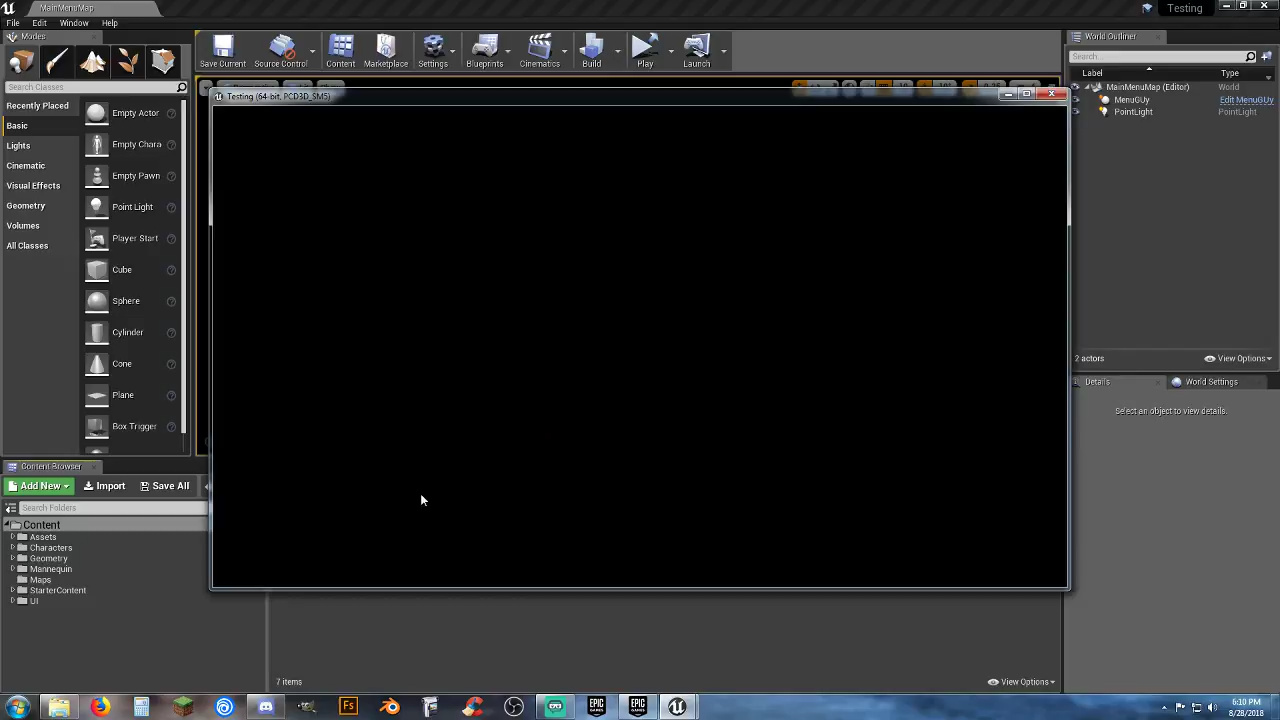 MainMenuMap
Testing
File Edit Window Help
Modes
Search Classes
Recently Placed
Basic
Lights
Cinematic
Visual Effects
Geometry
Volumes
All Classes
Empty Actor
Empty Chara
Empty Pawn
Point Light
Player Start
Cube
Sphere
Cylinder
Cone
Plane
Box Trigger
Save Current
Source Control
Content
Marketplace
Settings
Blueprints
Cinematics
Build
Play
Launch
Testing (64-bit, PCD3D_SM5)
World Outliner
Search...
Label Type
MainMenuMap (Editor) World
MenuGUy Edit MenuGUy
PointLight PointLight
2 actors View Options
Details World Settings
Select an object to view details.
Content Browser
Add New Import Save All
Search Folders
Content
Assets
Characters
Geometry
Mannequin
Maps
StarterContent
UI
7 items View Options
6:10 PM
8/28/2018